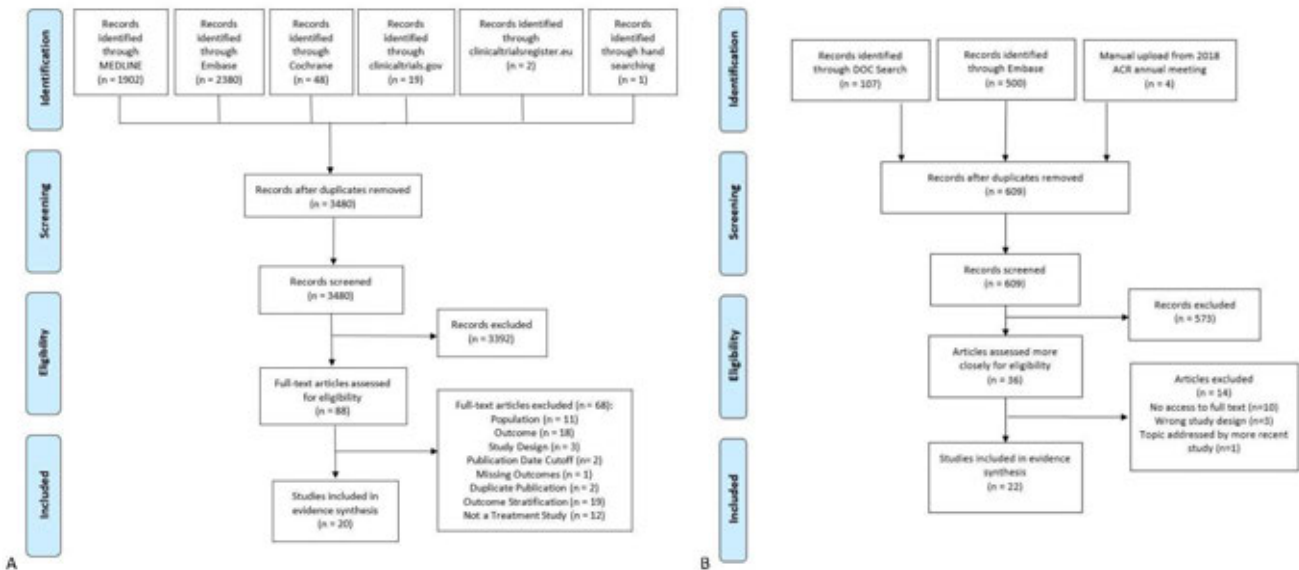 Identification
Records
identified
through
MEDLINE
(n = 1902)
Records
identified
through
Embase
(n = 2380)
Records
identified
through
Cochrane
(n = 48)
Records
identified
through
clinicaltrials.gov
(n = 19)
Records identified
through
clinicaltrialsregister.eu
(n = 2)
Records
identified
through hand
searching
(n = 1)
Screening
Records after duplicates removed
(n = 3480)
Records screened
(n = 3480)
Eligibility
Records excluded
(n = 3392)
Full-text articles assessed
for eligibility
(n = 88)
Full-text articles excluded (n = 68):
Population (n = 11)
Outcome (n = 18)
Study Design (n = 3)
Publication Date Cutoff (n= 2)
Missing Outcomes (n = 1)
Duplicate Publication (n = 2)
Outcome Stratification (n = 19)
Not a Treatment Study (n = 12)
Included
Studies included in
evidence synthesis
(n = 20)
A
Identification
Records identified
through DOC Search
(n = 107)
Records identified
through Embase
(n = 500)
Manual upload from 2018
ACR annual meeting
(n = 4)
Screening
Records after duplicates removed
(n = 609)
Records screened
(n = 609)
Eligibility
Records excluded
(n = 573)
Articles assessed more
closely for eligibility
(n = 36)
Articles excluded
(n = 14)
No access to full text (n=10)
Wrong study design (n=3)
Topic addressed by more recent
study (n=1)
Included
Studies included in evidence
synthesis
(n = 22)
B